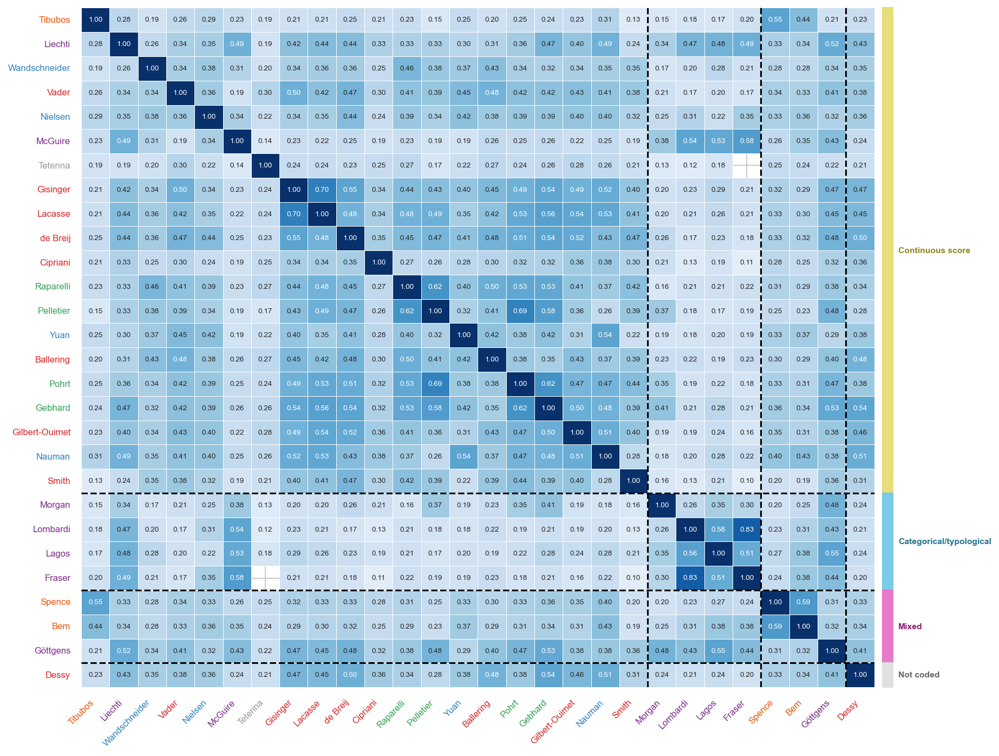 Tibubos 1.00 0.28 0.19 0.26 0.29 0.23 0.19 0.21 0.21 0.25 0.21 0.23 0.15 0.25 0.20 0.25 0.24 0.23 0.31 0.13 0.15 0.18 0.17 0.20 0.55 0.44 0.21 0.23
Liechti 0.28 1.00 0.26 0.34 0.35 0.49 0.19 0.42 0.44 0.44 0.33 0.33 0.33 0.30 0.31 0.36 0.47 0.40 0.49 0.24 0.34 0.47 0.48 0.49 0.33 0.34 0.52 0.43
Wandschneider 0.19 0.26 1.00 0.34 0.38 0.31 0.20 0.34 0.36 0.36 0.25 0.46 0.38 0.37 0.43 0.34 0.32 0.34 0.35 0.35 0.17 0.20 0.28 0.21 0.28 0.28 0.34 0.35
Vader 0.26 0.34 0.34 1.00 0.36 0.19 0.30 0.50 0.42 0.47 0.30 0.41 0.39 0.45 0.48 0.42 0.42 0.43 0.41 0.38 0.21 0.17 0.20 0.17 0.34 0.33 0.41 0.38
Nielsen 0.29 0.35 0.38 0.36 1.00 0.34 0.22 0.34 0.35 0.44 0.24 0.39 0.34 0.42 0.38 0.39 0.39 0.40 0.40 0.32 0.25 0.31 0.22 0.35 0.33 0.36 0.32 0.36
McGuire 0.23 0.49 0.31 0.19 0.34 1.00 0.14 0.23 0.22 0.25 0.19 0.23 0.19 0.19 0.26 0.25 0.26 0.22 0.25 0.19 0.38 0.54 0.53 0.58 0.26 0.35 0.43 0.24
Teterina 0.19 0.19 0.20 0.30 0.22 0.14 1.00 0.24 0.24 0.23 0.25 0.27 0.17 0.22 0.27 0.24 0.26 0.28 0.26 0.21 0.13 0.12 0.18 0.25 0.24 0.22 0.21
Gisinger 0.21 0.42 0.34 0.50 0.34 0.23 0.24 1.00 0.70 0.55 0.34 0.44 0.43 0.40 0.45 0.49 0.54 0.49 0.52 0.40 0.20 0.23 0.29 0.21 0.32 0.29 0.47 0.47
Lacasse 0.21 0.44 0.36 0.42 0.35 0.22 0.24 0.70 1.00 0.48 0.34 0.48 0.49 0.35 0.42 0.53 0.56 0.54 0.53 0.41 0.20 0.21 0.26 0.21 0.33 0.30 0.45 0.45
de Breij 0.25 0.44 0.36 0.47 0.44 0.25 0.23 0.55 0.48 1.00 0.35 0.45 0.47 0.41 0.48 0.51 0.54 0.52 0.43 0.47 0.26 0.17 0.23 0.18 0.33 0.32 0.48 0.50
Cipriani 0.21 0.33 0.25 0.30 0.24 0.19 0.25 0.34 0.34 0.35 1.00 0.27 0.26 0.28 0.30 0.32 0.32 0.36 0.38 0.30 0.21 0.13 0.19 0.11 0.28 0.25 0.32 0.36
Continuous score
Raparelli 0.23 0.33 0.46 0.41 0.39 0.23 0.27 0.44 0.48 0.45 0.27 1.00 0.62 0.40 0.50 0.53 0.53 0.41 0.37 0.42 0.16 0.21 0.21 0.22 0.31 0.29 0.38 0.34
Pelletier 0.15 0.33 0.38 0.39 0.34 0.19 0.17 0.43 0.49 0.47 0.26 0.62 1.00 0.32 0.41 0.69 0.58 0.36 0.26 0.39 0.37 0.18 0.17 0.19 0.25 0.23 0.48 0.28
Yuan 0.25 0.30 0.37 0.45 0.42 0.19 0.22 0.40 0.35 0.41 0.28 0.40 0.32 1.00 0.42 0.38 0.42 0.31 0.54 0.22 0.19 0.18 0.20 0.19 0.33 0.37 0.29 0.38
Ballering 0.20 0.31 0.43 0.48 0.38 0.26 0.27 0.45 0.42 0.48 0.30 0.50 0.41 0.42 1.00 0.38 0.35 0.43 0.37 0.39 0.23 0.22 0.19 0.23 0.30 0.29 0.40 0.48
Pohrt 0.25 0.36 0.34 0.42 0.39 0.25 0.24 0.49 0.53 0.51 0.32 0.53 0.69 0.38 0.38 1.00 0.62 0.47 0.47 0.44 0.35 0.19 0.22 0.18 0.33 0.31 0.47 0.38
Gebhard 0.24 0.47 0.32 0.42 0.39 0.26 0.26 0.54 0.56 0.54 0.32 0.53 0.58 0.42 0.35 0.62 1.00 0.50 0.48 0.39 0.41 0.21 0.28 0.21 0.36 0.34 0.53 0.54
Gilbert-Ouimet 0.23 0.40 0.34 0.43 0.40 0.22 0.28 0.49 0.54 0.52 0.36 0.41 0.36 0.31 0.43 0.47 0.50 1.00 0.51 0.40 0.19 0.19 0.24 0.16 0.35 0.31 0.38 0.46
Nauman 0.31 0.49 0.35 0.41 0.40 0.25 0.26 0.52 0.53 0.43 0.38 0.37 0.26 0.54 0.37 0.47 0.48 0.51 1.00 0.28 0.18 0.20 0.28 0.22 0.40 0.43 0.38 0.51
Smith 0.13 0.24 0.35 0.38 0.32 0.19 0.21 0.40 0.41 0.47 0.30 0.42 0.39 0.22 0.39 0.44 0.39 0.40 0.28 1.00 0.16 0.13 0.21 0.10 0.20 0.19 0.36 0.31
Morgan 0.15 0.34 0.17 0.21 0.25 0.38 0.13 0.20 0.20 0.26 0.21 0.16 0.37 0.19 0.23 0.35 0.41 0.19 0.18 0.16 1.00 0.26 0.35 0.30 0.20 0.25 0.48 0.24
Lombardi 0.18 0.47 0.20 0.17 0.31 0.54 0.12 0.23 0.21 0.17 0.13 0.21 0.18 0.18 0.22 0.19 0.21 0.19 0.20 0.13 0.26 1.00 0.56 0.83 0.23 0.31 0.43 0.21
Categorical/typological
Lagos 0.17 0.48 0.28 0.20 0.22 0.53 0.18 0.29 0.26 0.23 0.19 0.21 0.17 0.20 0.19 0.22 0.28 0.24 0.28 0.21 0.35 0.56 1.00 0.51 0.27 0.38 0.55 0.24
Fraser 0.20 0.49 0.21 0.17 0.35 0.58 0.21 0.21 0.18 0.11 0.22 0.19 0.19 0.23 0.18 0.21 0.16 0.22 0.10 0.30 0.83 0.51 1.00 0.24 0.38 0.44 0.20
Spence 0.55 0.33 0.28 0.34 0.33 0.26 0.25 0.32 0.33 0.33 0.28 0.31 0.25 0.33 0.30 0.33 0.36 0.35 0.40 0.20 0.20 0.23 0.27 0.24 1.00 0.59 0.31 0.33
Bem 0.44 0.34 0.28 0.33 0.36 0.35 0.24 0.29 0.30 0.32 0.25 0.29 0.23 0.37 0.29 0.31 0.34 0.31 0.43 0.19 0.25 0.31 0.38 0.38 0.59 1.00 0.32 0.34
Mixed
Göttgens 0.21 0.52 0.34 0.41 0.32 0.43 0.22 0.47 0.45 0.48 0.32 0.38 0.48 0.29 0.40 0.47 0.53 0.38 0.38 0.36 0.48 0.43 0.55 0.44 0.31 0.32 1.00 0.41
Dessy 0.23 0.43 0.35 0.38 0.36 0.24 0.21 0.47 0.45 0.50 0.36 0.34 0.28 0.38 0.48 0.38 0.54 0.46 0.51 0.31 0.24 0.21 0.24 0.20 0.33 0.34 0.41 1.00
Not coded
Tibubos
Liechti
Wandschneider
Vader
Nielsen
McGuire
Teterina
Gisinger
Lacasse
de Breij
Cipriani
Raparelli
Pelletier
Yuan
Ballering
Pohrt
Gebhard
Gilbert-Ouimet
Nauman
Smith
Morgan
Lombardi
Lagos
Fraser
Spence
Bem
Göttgens
Dessy